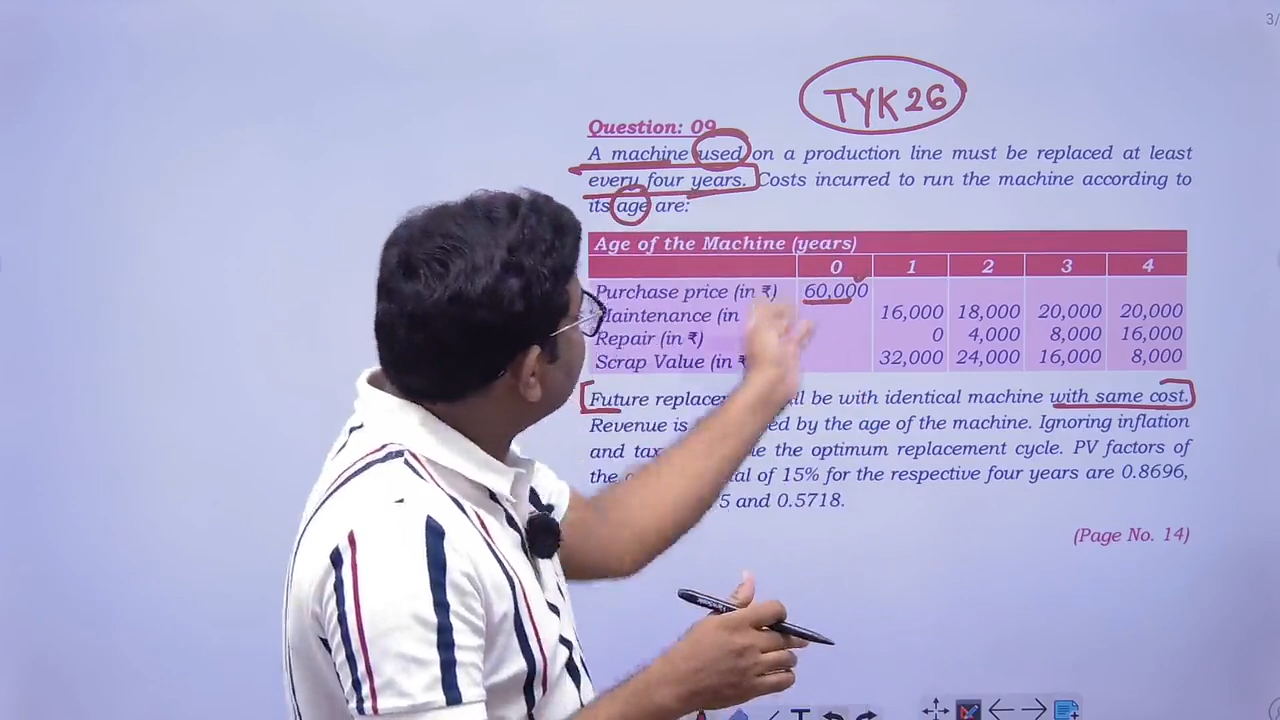 3/
TYK 26
Question: 09
A machine used on a production line must be replaced at least
every four years. Costs incurred to run the machine according to
its age are:
Age of the Machine (years)
0 1 2 3 4
Purchase price (in ₹) 60,000
Maintenance (in 16,000 18,000 20,000 20,000
Repair (in ₹) 0 4,000 8,000 16,000
Scrap Value (in ₹ 32,000 24,000 16,000 8,000
Future be with identical machine with same cost.
Revenue is by the age of the machine. Ignoring inflation
and the optimum replacement cycle. PV factors of
the of 15% for the respective four years are 0.8696,
5 and 0.5718.
(Page No. 14)